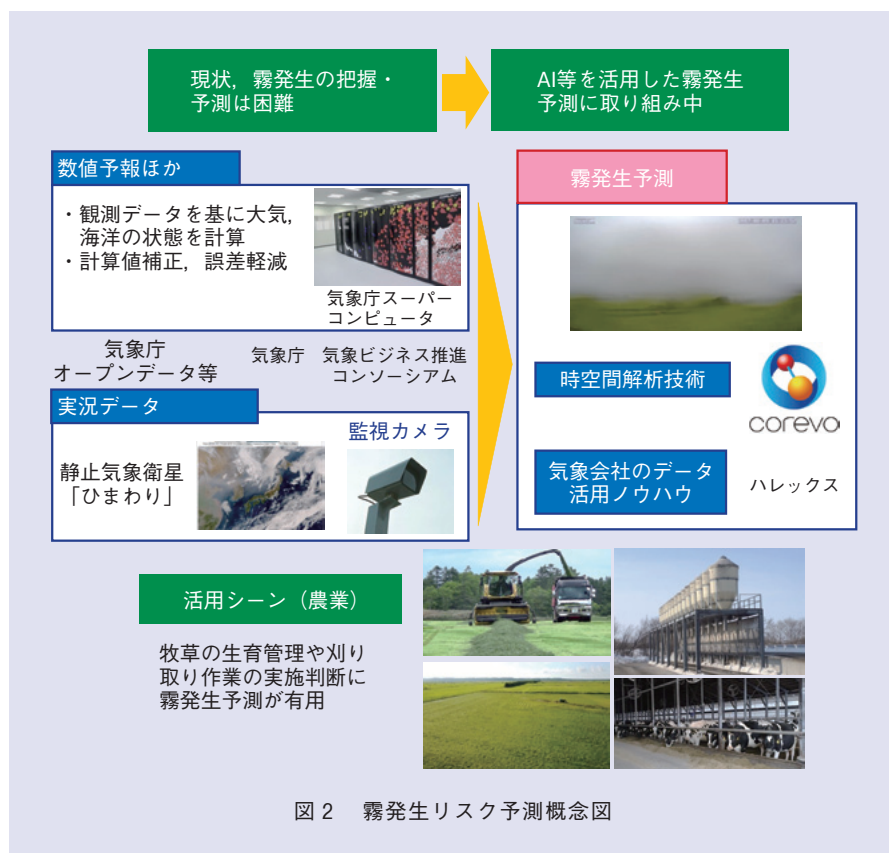 現状，霧発生の把握・
予測は困難
AI等を活用した霧発生
予測に取り組み中
数値予報ほか
・観測データを基に大気，
海洋の状態を計算
・計算値補正，誤差軽減
気象庁スーパー
コンピュータ
気象庁
オープンデータ等
気象庁
気象ビジネス推進
コンソーシアム
実況データ
静止気象衛星
「ひまわり」
監視カメラ
霧発生予測
時空間解析技術
corevo
気象会社のデータ
活用ノウハウ
ハレックス
活用シーン（農業）
牧草の生育管理や刈り
取り作業の実施判断に
霧発生予測が有用
図2　霧発生リスク予測概念図